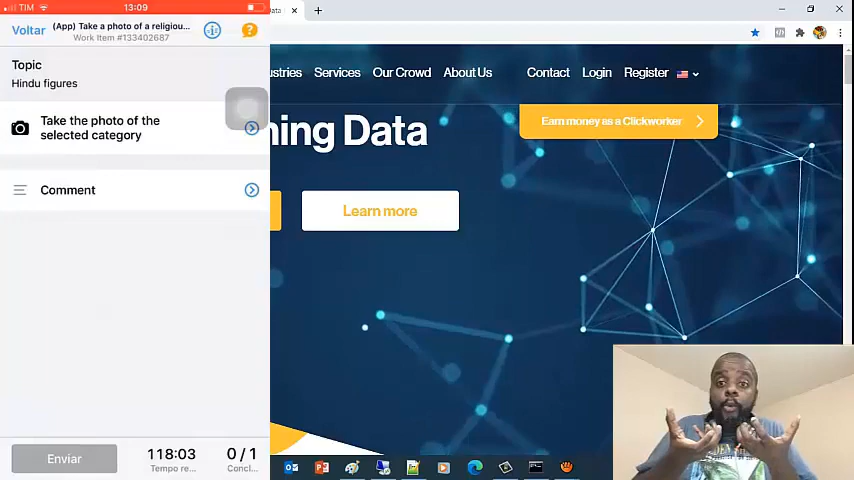 TIM 13:09
Voltar (App) Take a photo of a religiou...
Work Item #133402687
Topic
Hindu figures
Take the photo of the
selected category
Comment
Enviar
118:03 0/1
Tempo re... Concl...
Data
ustries Services Our Crowd About Us Contact Login Register
ning Data
Earn money as a Clickworker
Learn more